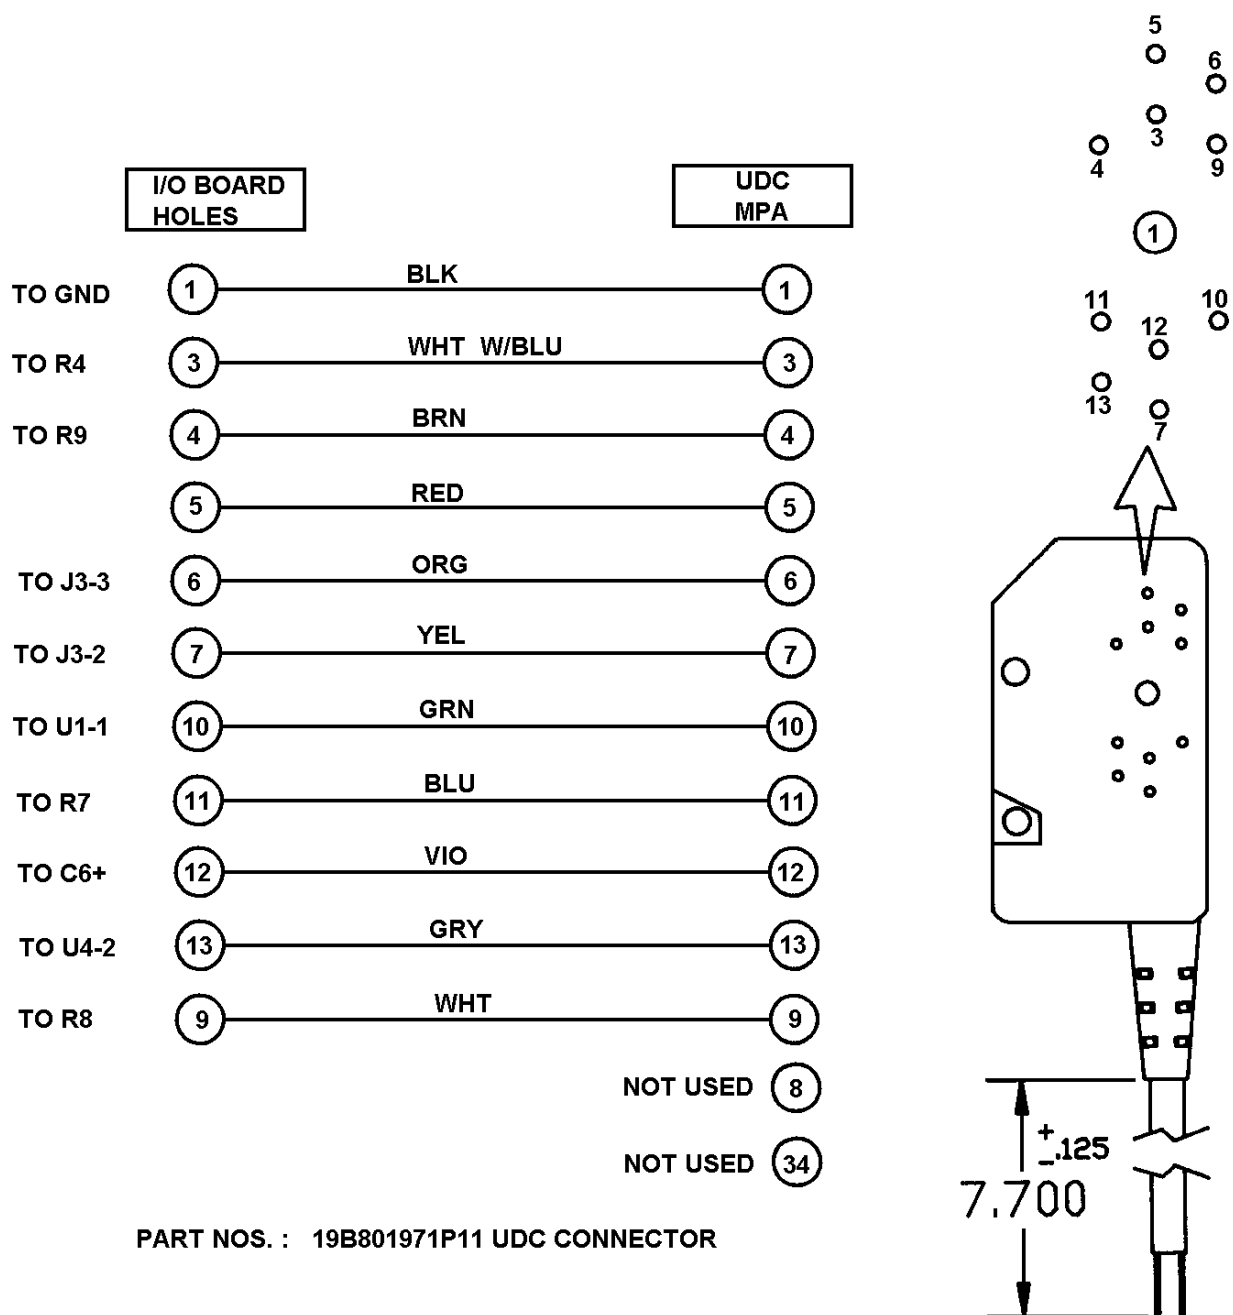 I/O BOARD
HOLES
UDC
MPA
TO GND 1 BLK 1
TO R4 3 WHT W/BLU 3
TO R9 4 BRN 4
5 RED 5
TO J3-3 6 ORG 6
TO J3-2 7 YEL 7
TO U1-1 10 GRN 10
TO R7 11 BLU 11
TO C6+ 12 VIO 12
TO U4-2 13 GRY 13
TO R8 9 WHT 9
NOT USED 8
NOT USED 34
PART NOS. : 19B801971P11 UDC CONNECTOR
5
6
3
4
9
1
11
10
12
13
7
+
-.125
7.700